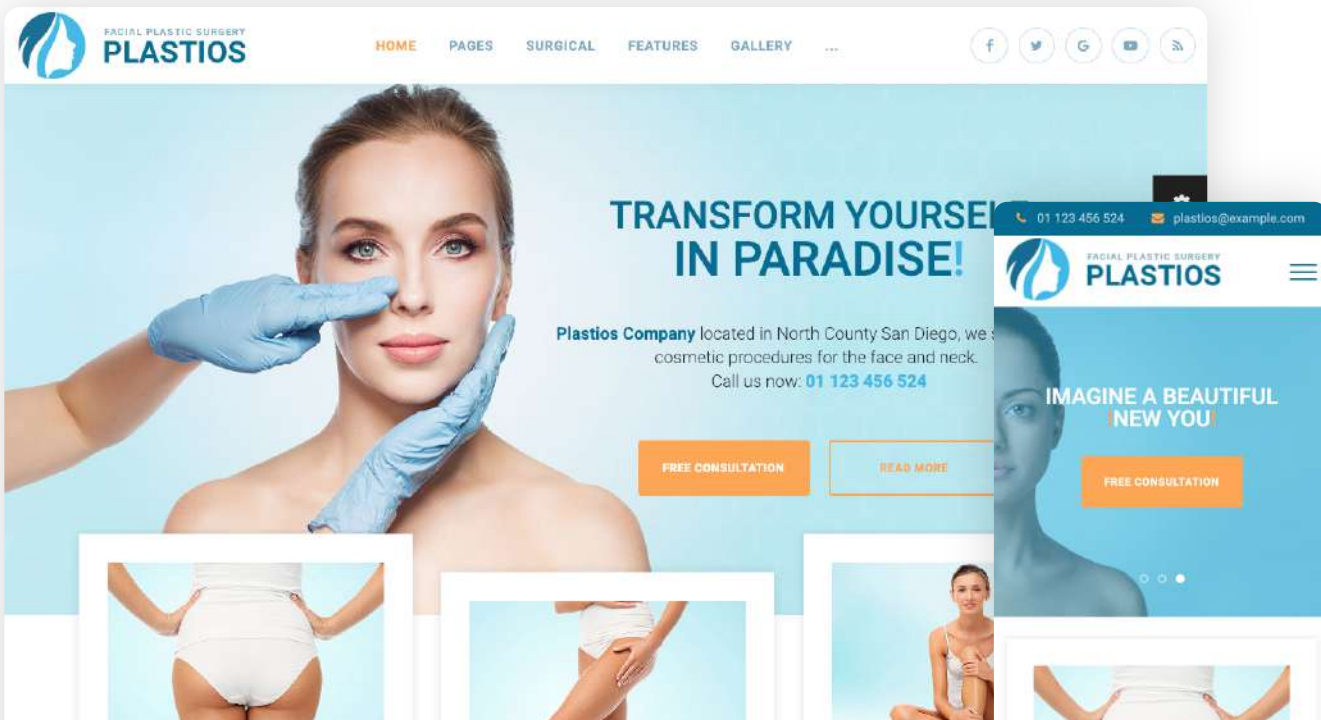 FACIAL PLASTIC SURGERY
PLASTIOS
HOME PAGES SURGICAL FEATURES GALLERY ...
TRANSFORM YOURSE
IN PARADISE!
Plastios Company located in North County San Diego, we
cosmetic procedures for the face and neck.
Call us now: 01 123 456 524
FREE CONSULTATION READ MORE
01 123 456 524 plastios@example.com
FACIAL PLASTIC SURGERY
PLASTIOS
IMAGINE A BEAUTIFUL
!NEW YOU!
FREE CONSULTATION